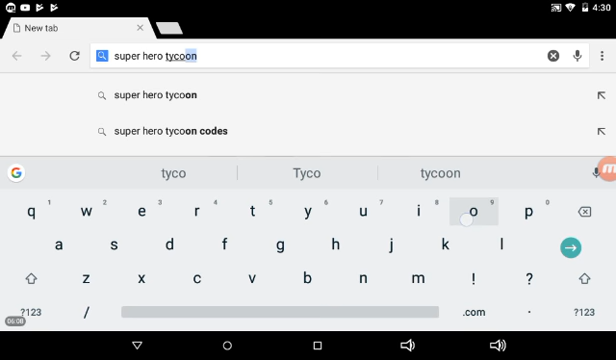 4:30
New tab
super hero tycoon
super hero tycoon
super hero tycoon codes
tyco Tyco tycoon
q 1 w 2 e 3 r 4 t 5 y 6 u 7 i 8 o 9 p 0
a s d f g h j k l
z x c v b n m ! ?
?123 / .com . ?123
06:08